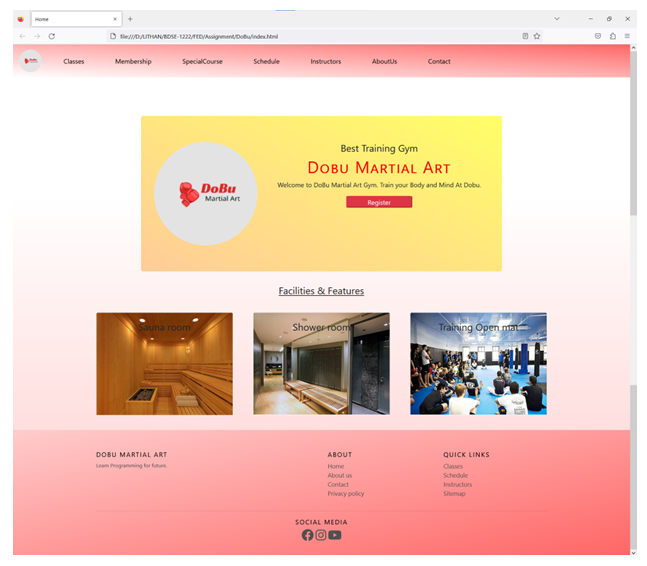 Home
file:///D:/LITHAN/BDSE-1222/FED/Assignment/DoBu/index.html
Classes Membership SpecialCourse Schedule Instructors AboutUs Contact
Best Training Gym
DOBU MARTIAL ART
DoBu
Martial Art
Welcome to DoBu Martial Art Gym. Train your Body and Mind At Dobu.
Register
Facilities & Features
Sauna room Shower room Training Open mat
DOBU MARTIAL ART ABOUT QUICK LINKS
Learn Programming for future. Home Classes
About us Schedule
Contact Instructors
Privacy policy Sitemap
SOCIAL MEDIA